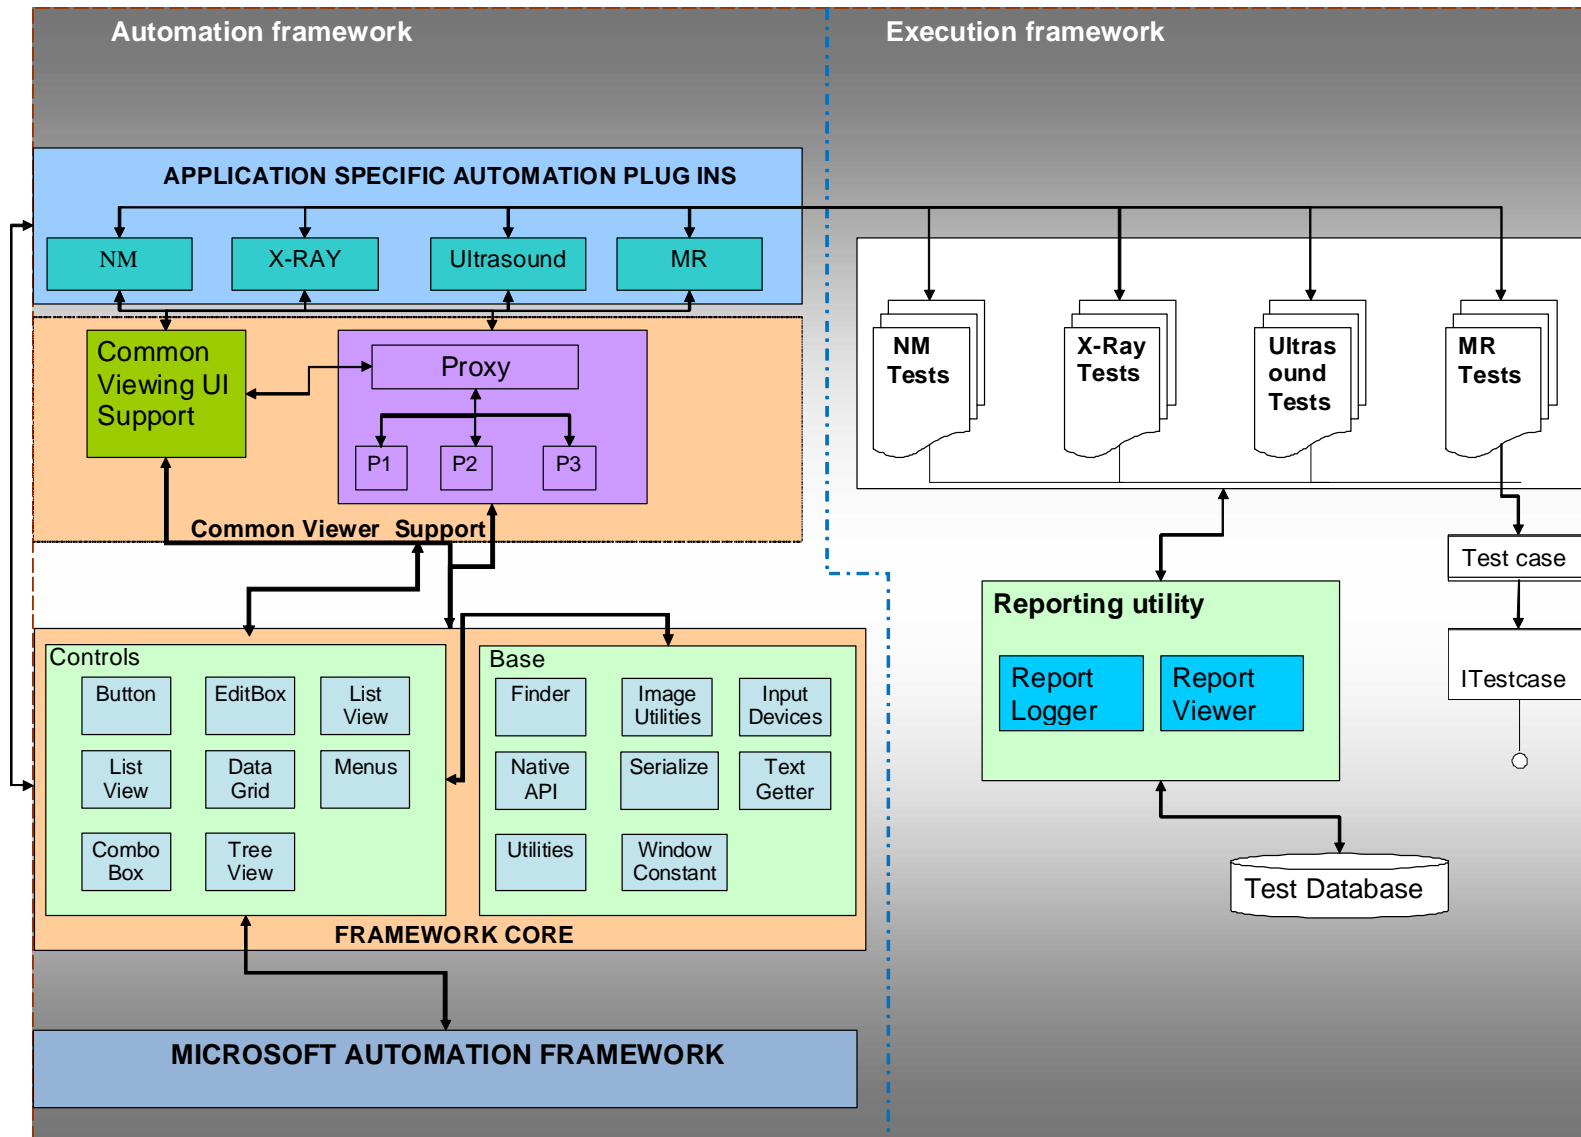 Automation framework
Execution framework
APPLICATION SPECIFIC AUTOMATION PLUG INS
NM
X-RAY
Ultrasound
MR
Common
Viewing UI
Support
Proxy
P1
P2
P3
Common Viewer Support
NM
Tests
X-Ray
Tests
Ultras
ound
Tests
MR
Tests
Test case
ITestcase
Reporting utility
Report
Logger
Report
Viewer
Test Database
Controls
Button
EditBox
List
View
List
View
Data
Grid
Menus
Combo
Box
Tree
View
Base
Finder
Image
Utilities
Input
Devices
Native
API
Serialize
Text
Getter
Utilities
Window
Constant
FRAMEWORK CORE
MICROSOFT AUTOMATION FRAMEWORK